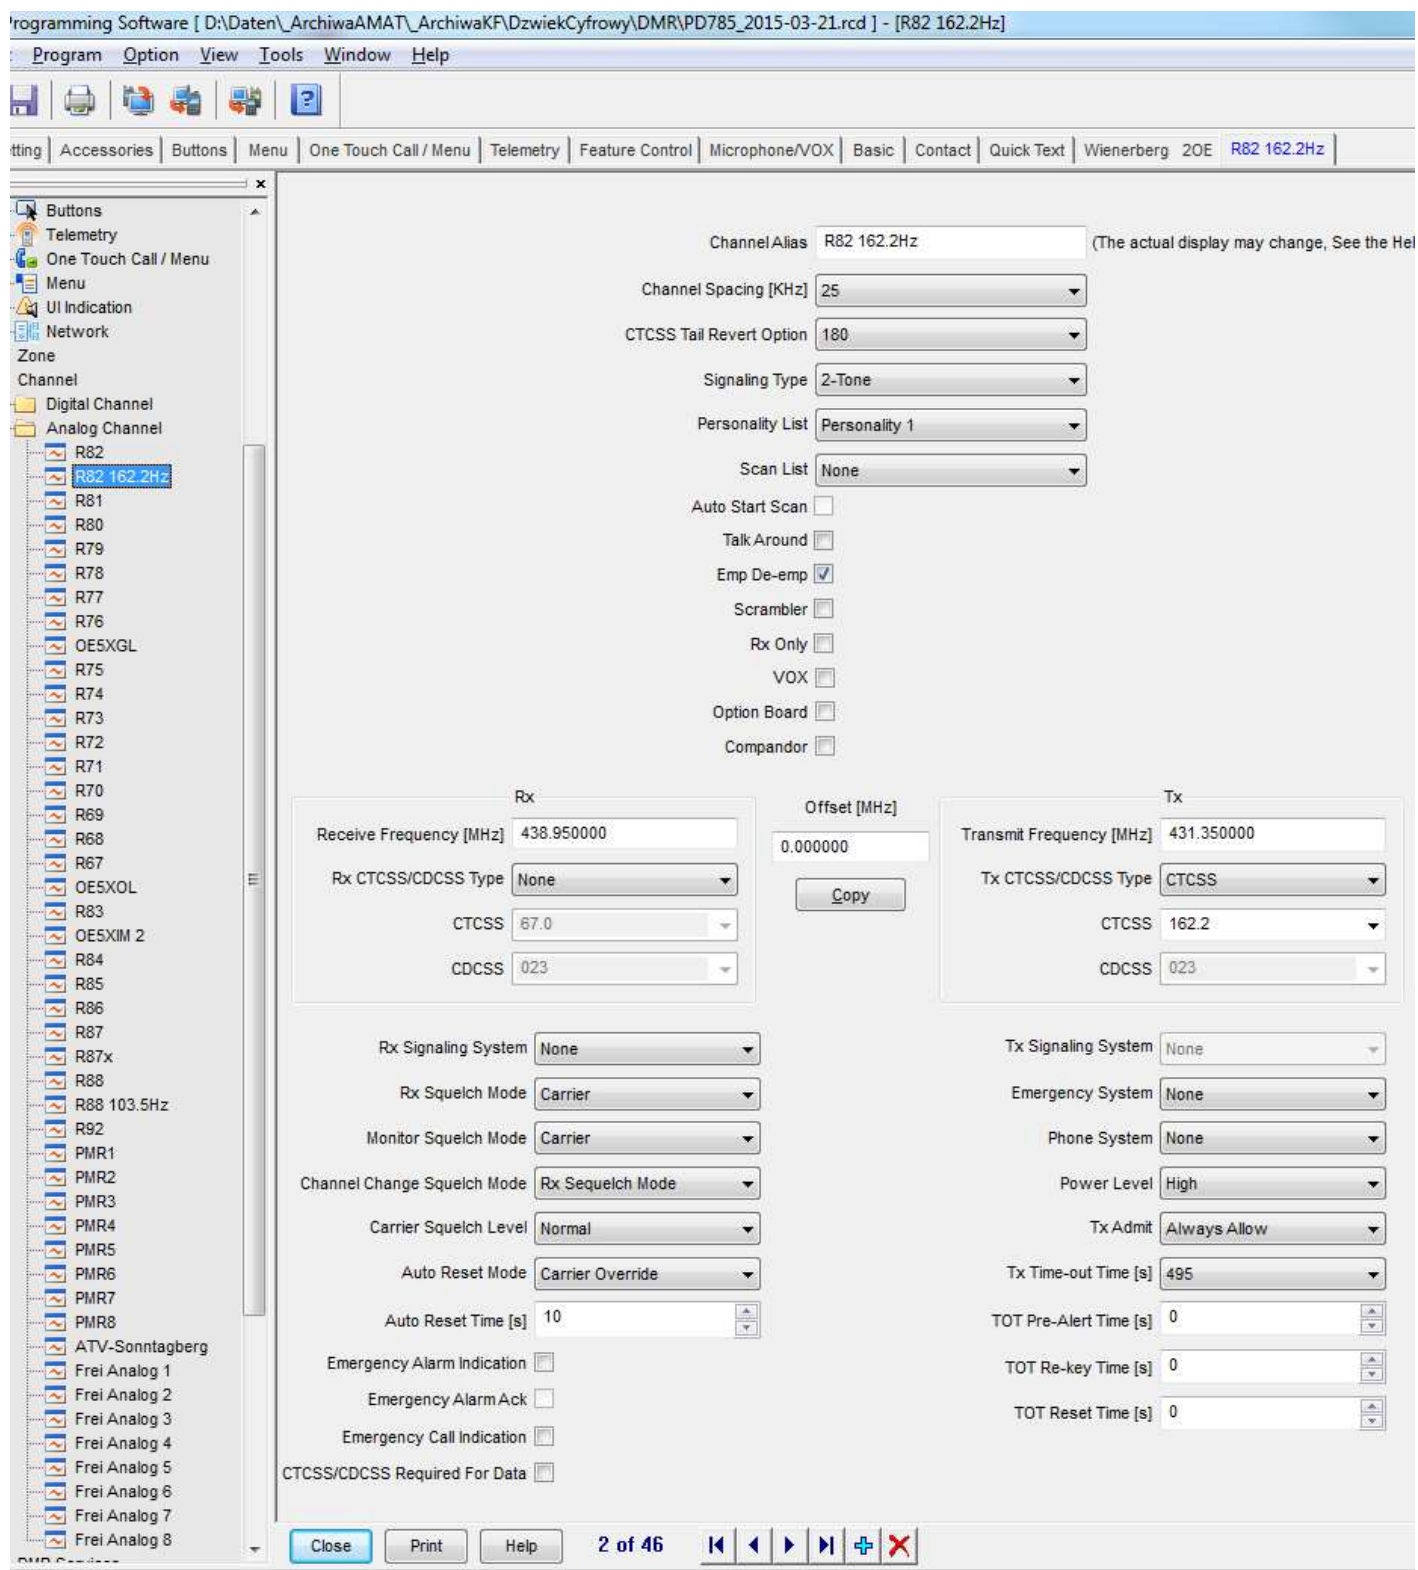 Programming Software [ D:\Daten\_ArchiwaAMAT\_ArchiwaKF\DzwiekCyfrowy\DMR\PD785_2015-03-21.rcd ] - [R82 162.2Hz]
Program Option View Tools Window Help
tting Accessories Buttons Menu One Touch Call / Menu Telemetry Feature Control Microphone/VOX Basic Contact Quick Text Wienerberg 2OE R82 162.2Hz
x
Buttons
Telemetry
One Touch Call / Menu
Menu
UI Indication
Network
Zone
Channel
Digital Channel
Analog Channel
R82
R82 162.2Hz
R81
R80
R79
R78
R77
R76
OE5XGL
R75
R74
R73
R72
R71
R70
R69
R68
R67
OE5XOL
R83
OE5XIM 2
R84
R85
R86
R87
R87x
R88
R88 103.5Hz
R92
PMR1
PMR2
PMR3
PMR4
PMR5
PMR6
PMR7
PMR8
ATV-Sonntagberg
Frei Analog 1
Frei Analog 2
Frei Analog 3
Frei Analog 4
Frei Analog 5
Frei Analog 6
Frei Analog 7
Frei Analog 8
DMR Services
Channel Alias R82 162.2Hz (The actual display may change, See the Hel
Channel Spacing [KHz] 25
CTCSS Tail Revert Option 180
Signaling Type 2-Tone
Personality List Personality 1
Scan List None
Auto Start Scan
Talk Around
Emp De-emp
Scrambler
Rx Only
VOX
Option Board
Compandor
Rx
Receive Frequency [MHz] 438.950000
Rx CTCSS/CDCSS Type None
CTCSS 67.0
CDCSS 023
Offset [MHz]
0.000000
Copy
Tx
Transmit Frequency [MHz] 431.350000
Tx CTCSS/CDCSS Type CTCSS
CTCSS 162.2
CDCSS 023
Rx Signaling System None
Rx Squelch Mode Carrier
Monitor Squelch Mode Carrier
Channel Change Squelch Mode Rx Sequelch Mode
Carrier Squelch Level Normal
Auto Reset Mode Carrier Override
Auto Reset Time [s] 10
Emergency Alarm Indication
Emergency Alarm Ack
Emergency Call Indication
CTCSS/CDCSS Required For Data
Tx Signaling System None
Emergency System None
Phone System None
Power Level High
Tx Admit Always Allow
Tx Time-out Time [s] 495
TOT Pre-Alert Time [s] 0
TOT Re-key Time [s] 0
TOT Reset Time [s] 0
Close Print Help 2 of 46